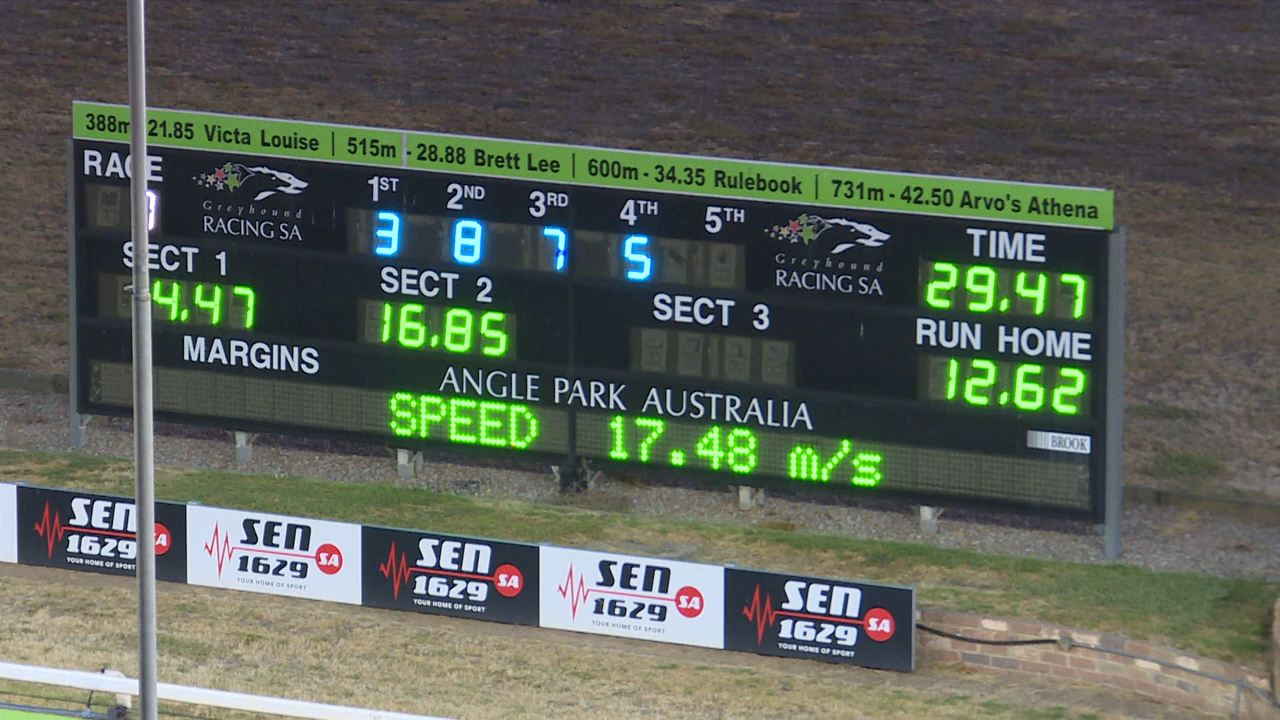 388m 21.85 Victa Louise | 515m - 28.88 Brett Lee | 600m - 34.35 Rulebook | 731m - 42.50 Arvo's Athena
RACE
Greyhound
RACING SA
1ST 2ND 3RD 4TH 5TH
3 8 7 5
Greyhound
RACING SA
TIME
29.47
SECT 1
4.47
SECT 2
16.85
SECT 3
RUN HOME
12.62
MARGINS
ANGLE PARK AUSTRALIA
SPEED 17.48 m/s
BROOK
SEN
1629 SA
YOUR HOME OF SPORT
SEN
1629 SA
YOUR HOME OF SPORT
SEN
1629 SA
YOUR HOME OF SPORT
SEN
1629 SA
YOUR HOME OF SPORT
SEN
1629 SA
YOUR HOME OF SPORT